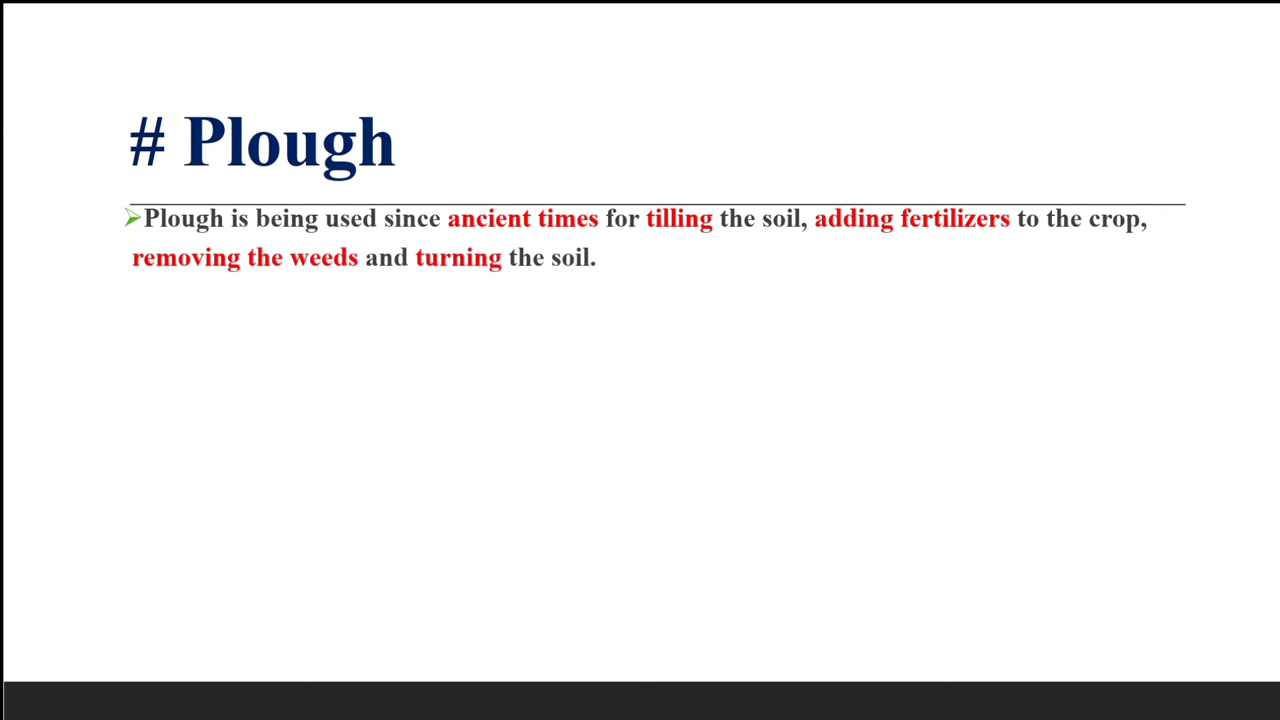 # Plough
➢Plough is being used since ancient times for tilling the soil, adding fertilizers to the crop,
removing the weeds and turning the soil.